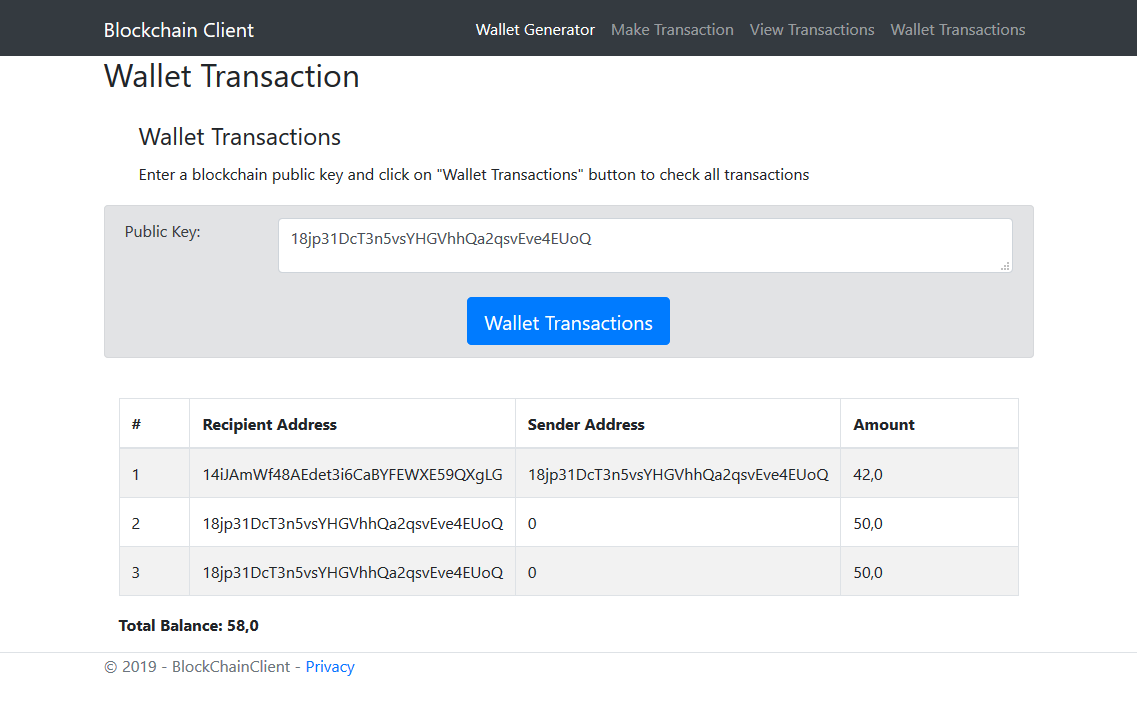 Blockchain Client Wallet Generator Make Transaction View Transactions Wallet Transactions
Wallet Transaction
Wallet Transactions
Enter a blockchain public key and click on "Wallet Transactions" button to check all transactions
Public Key: 18jp31DcT3n5vsYHGVhhQa2qsvEve4EUoQ
Wallet Transactions
# Recipient Address Sender Address Amount
1 14iJAmWf48AEdet3i6CaBYFEWXE59QXgLG 18jp31DcT3n5vsYHGVhhQa2qsvEve4EUoQ 42,0
2 18jp31DcT3n5vsYHGVhhQa2qsvEve4EUoQ 0 50,0
3 18jp31DcT3n5vsYHGVhhQa2qsvEve4EUoQ 0 50,0
Total Balance: 58,0
© 2019 - BlockChainClient - Privacy